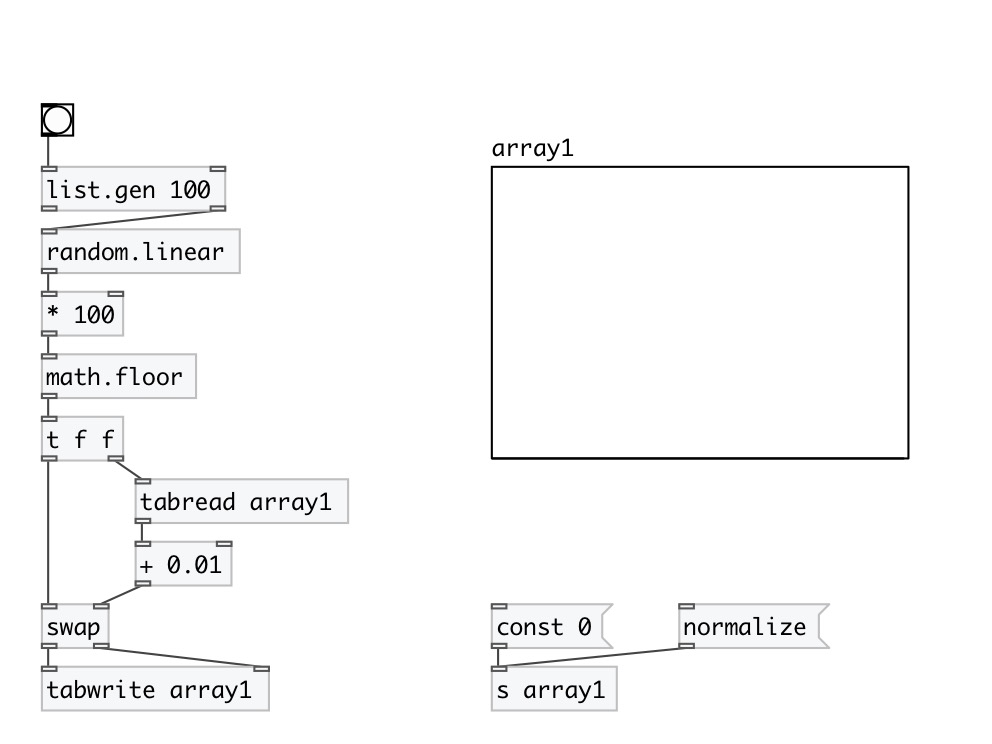 array1
list.gen 100
random.linear
* 100
math.floor
t f f
tabread array1
+ 0.01
swap
const 0
normalize
tabwrite array1
s array1